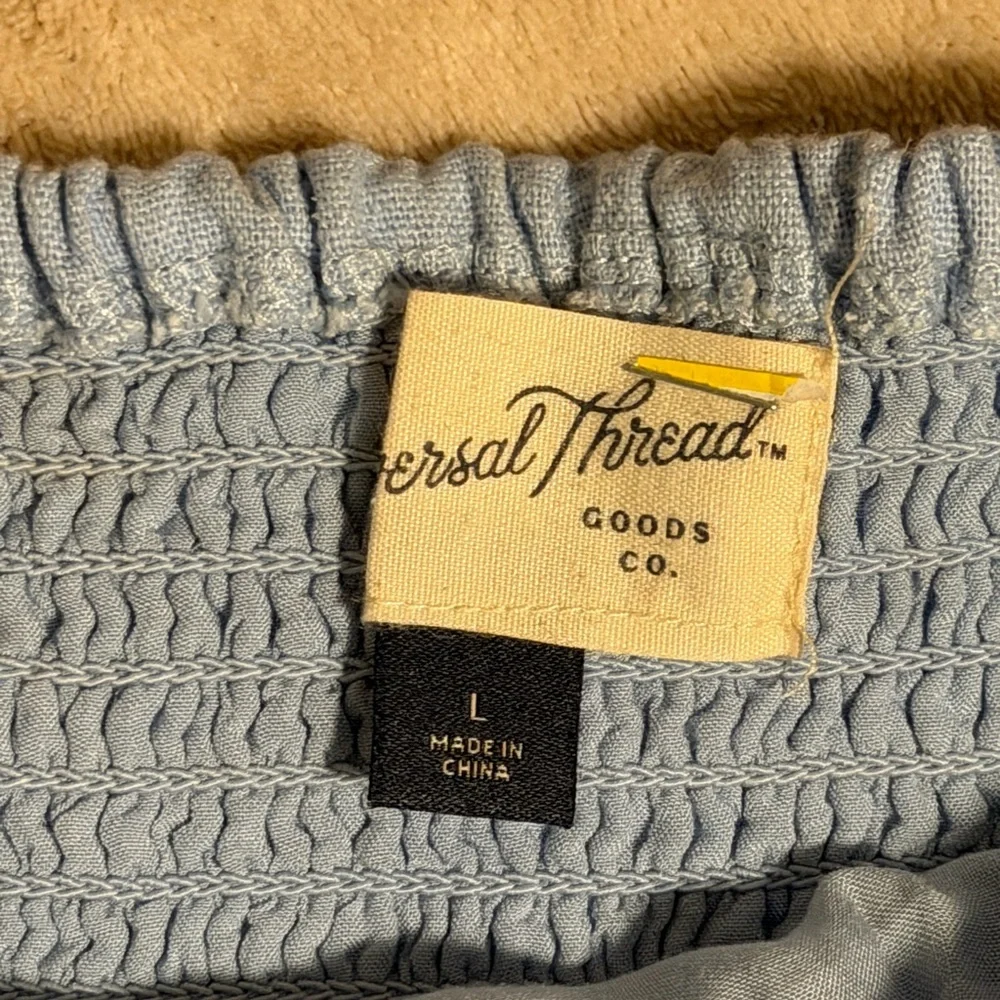 ersal Thread™
GOODS
CO.
L
MADE IN
CHINA